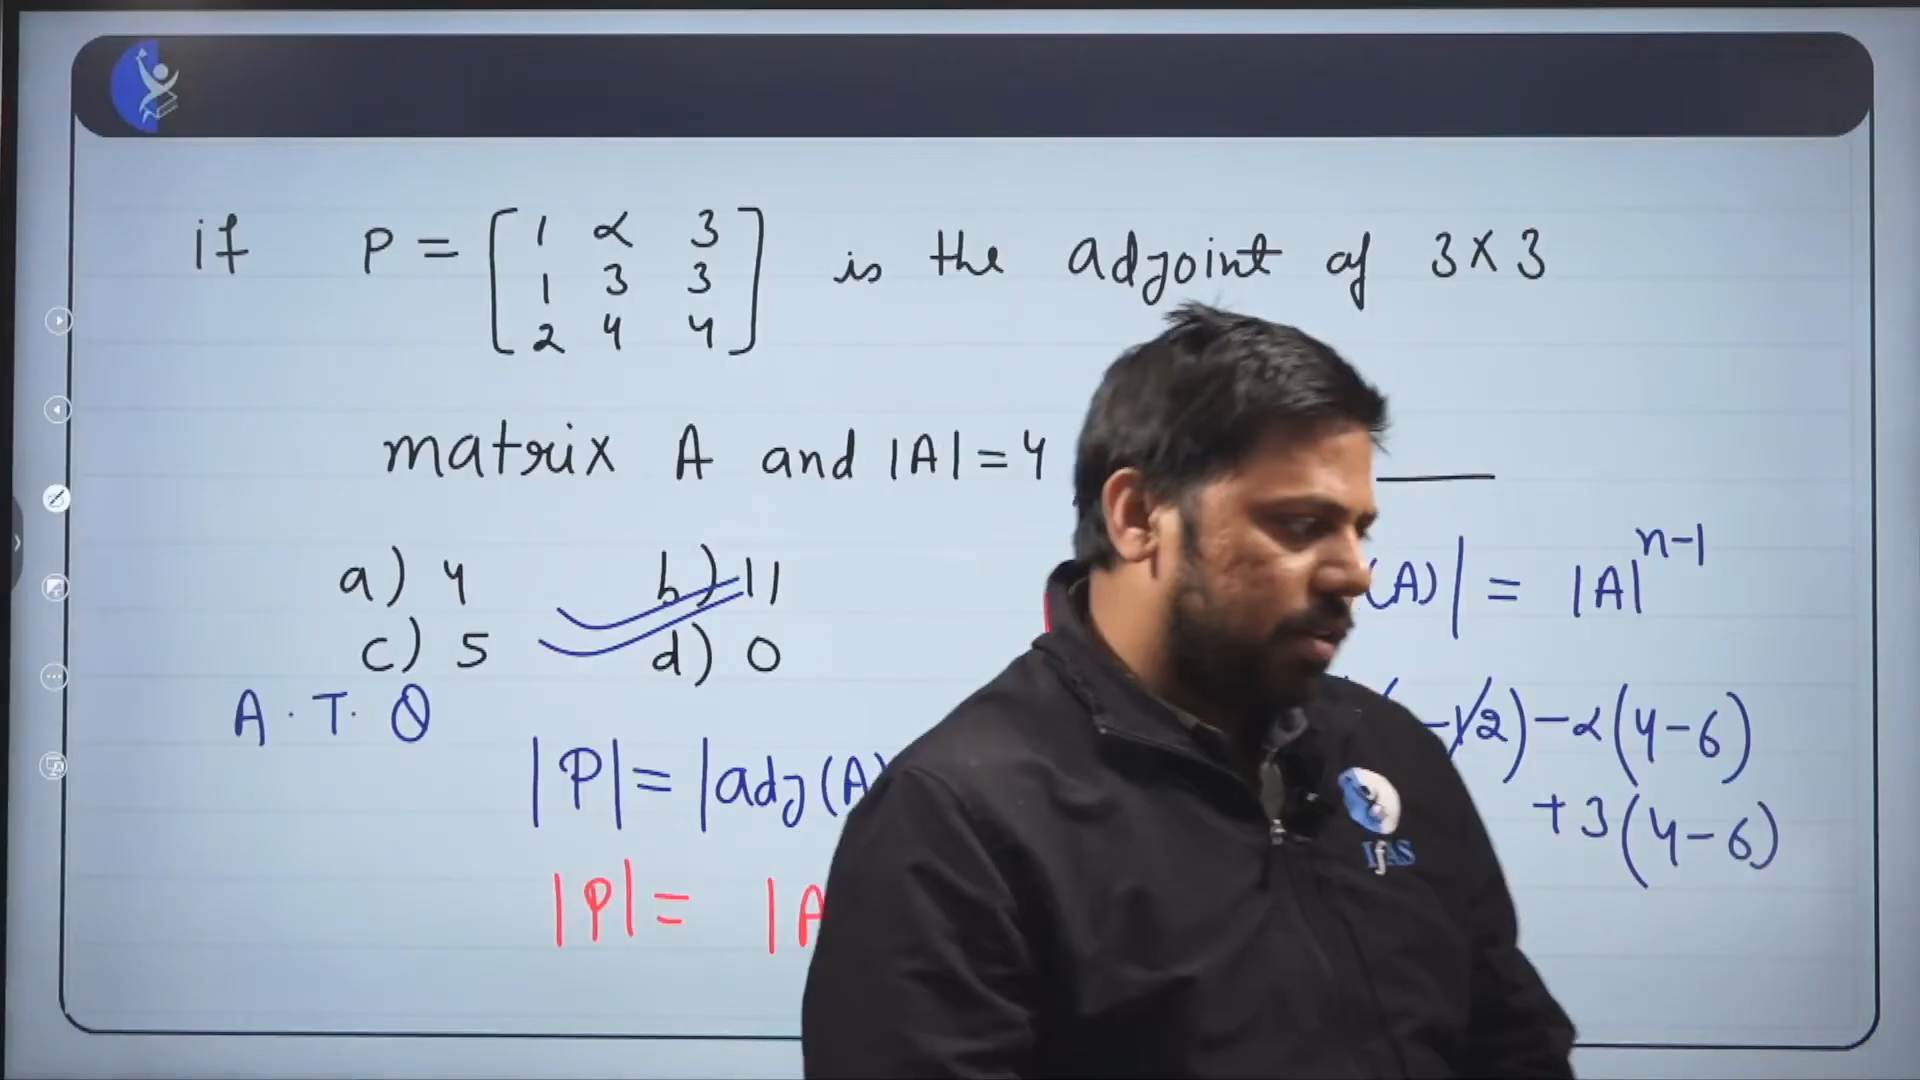 if P = [1 α 3
1 3 3
2 4 4] is the adjoint of 3×3
matrix A and |A| = 4
a) 4 b) 11
c) 5 d) 0
(A)| = |A|^{n-1}
A.T.Q
-12) - α(4-6)
+3(4-6)
|P| = |adj(A)
|P| = |A
IFAS